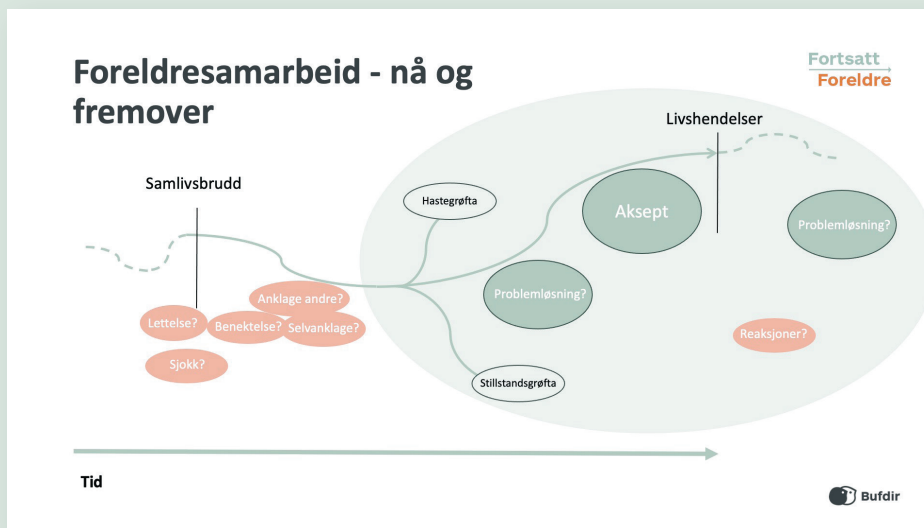 Foreldresamarbeid - nå og
fremover
Fortsatt
Foreldre
Livshendelser
Samlivsbrudd
Hastegrøfta
Aksept
Problemløsning?
Problemløsning?
Anklage andre?
Lettelse?
Benektelse?
Selvanklage?
Reaksjoner?
Sjokk?
Stillstandsgrøfta
Tid
Bufdir